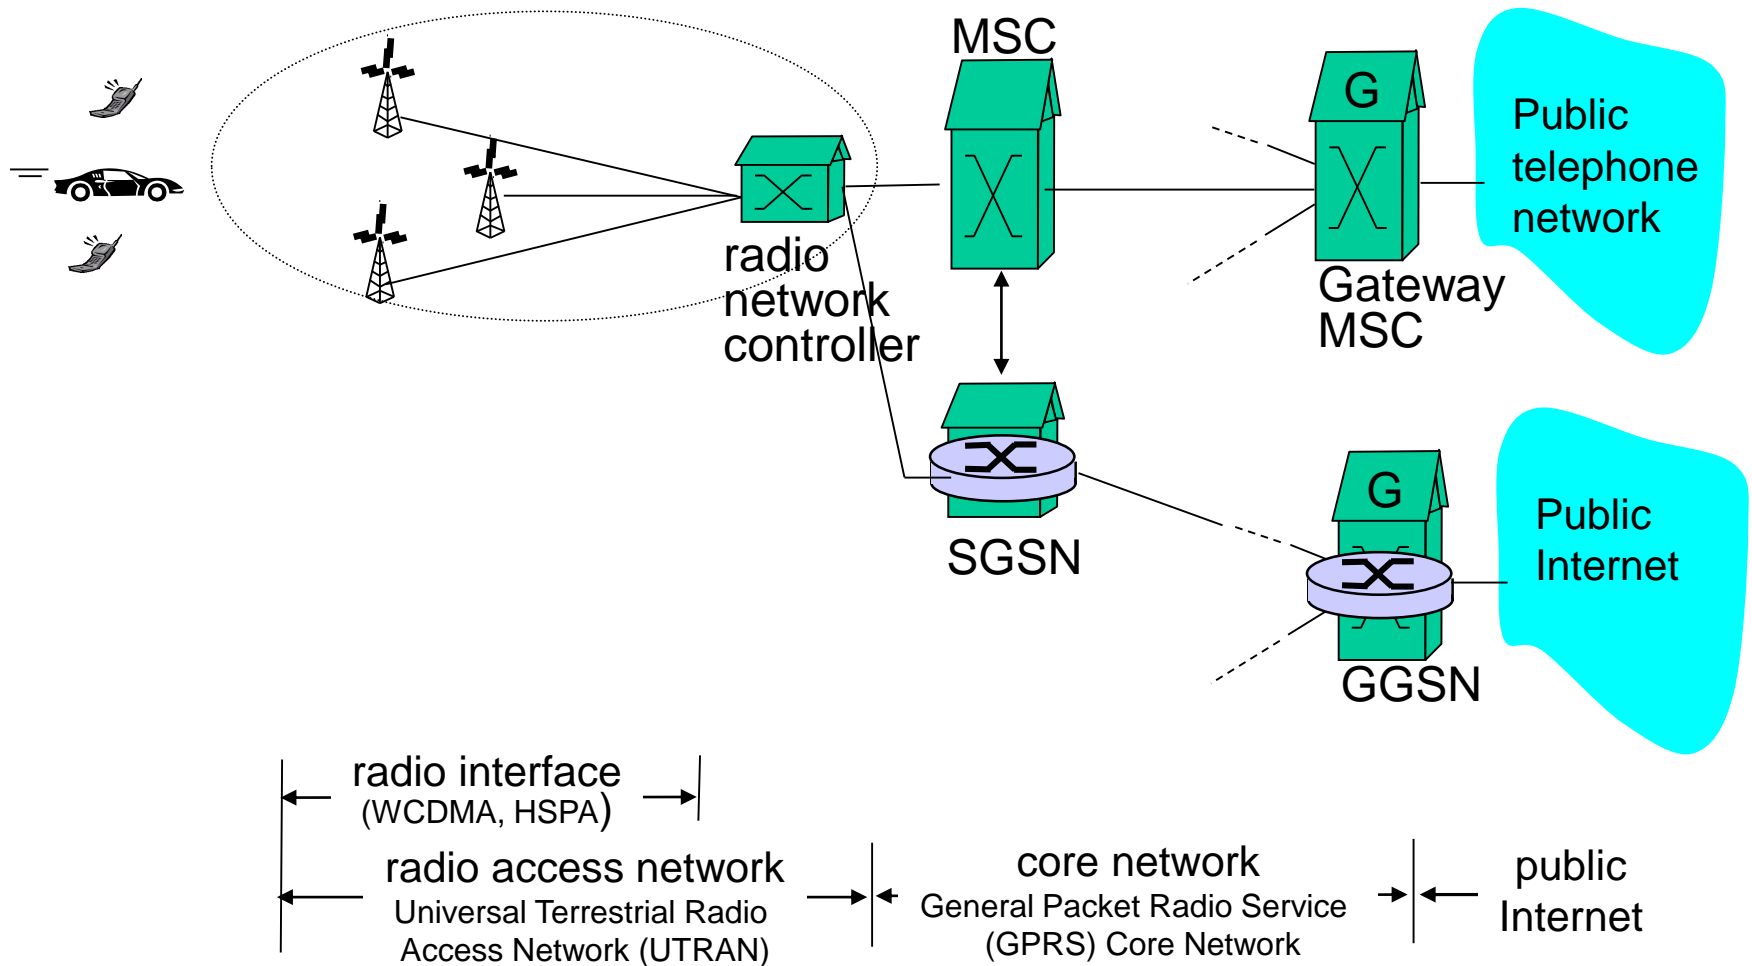 MSC
G
Public
telephone
network
radio
network
controller
Gateway
MSC
G
Public
Internet
SGSN
GGSN
radio interface
(WCDMA, HSPA)
radio access network
Universal Terrestrial Radio
Access Network (UTRAN)
core network
General Packet Radio Service
(GPRS) Core Network
public
Internet